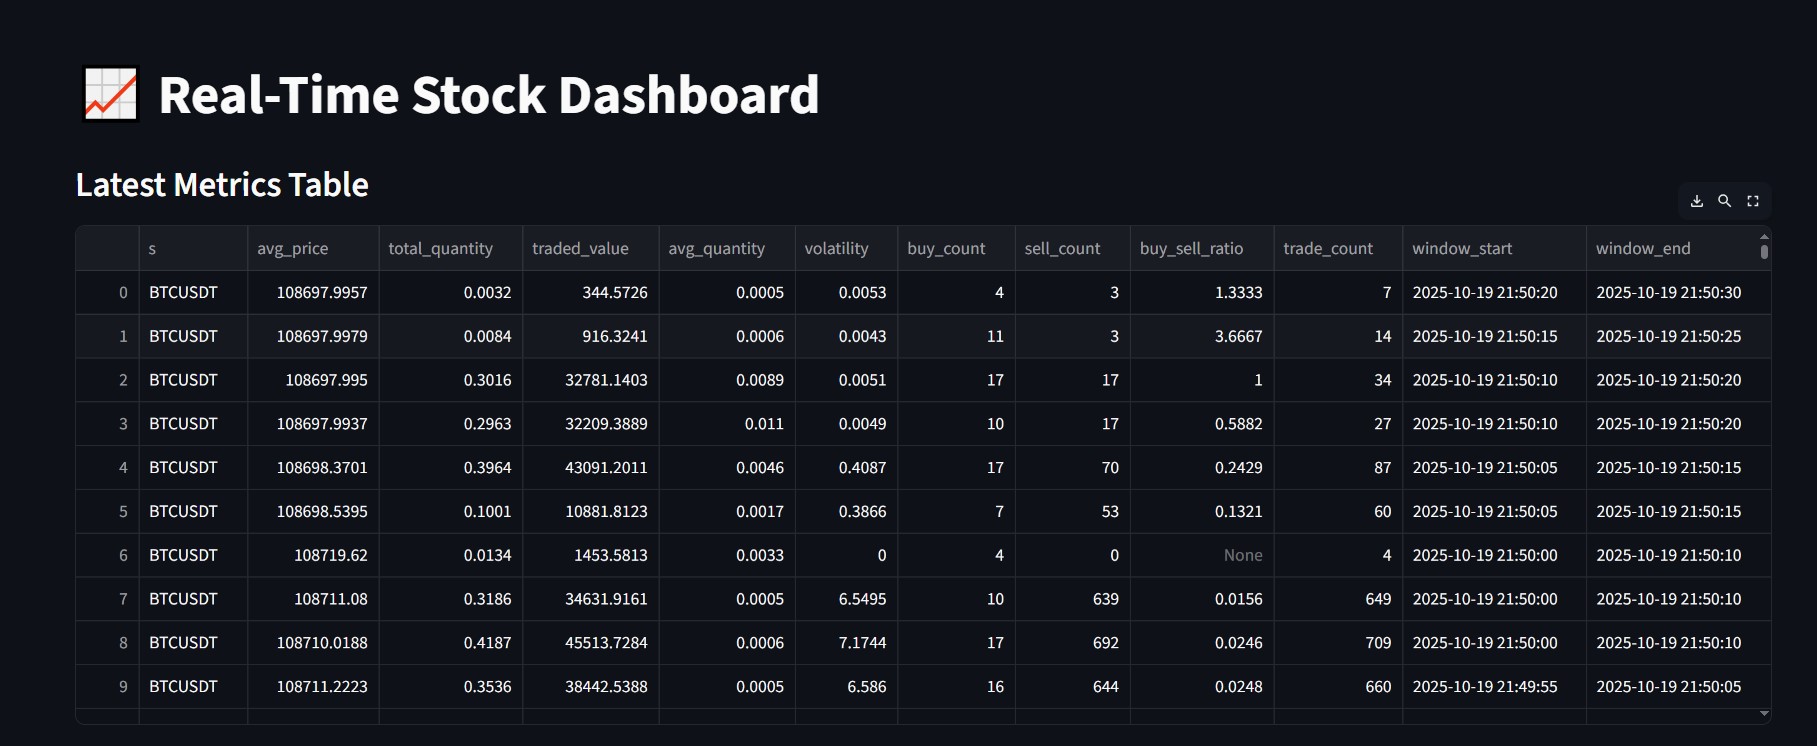 Real-Time Stock Dashboard
Latest Metrics Table
s avg_price total_quantity traded_value avg_quantity volatility buy_count sell_count buy_sell_ratio trade_count window_start window_end
0 BTCUSDT 108697.9957 0.0032 344.5726 0.0005 0.0053 4 3 1.3333 7 2025-10-19 21:50:20 2025-10-19 21:50:30
1 BTCUSDT 108697.9979 0.0084 916.3241 0.0006 0.0043 11 3 3.6667 14 2025-10-19 21:50:15 2025-10-19 21:50:25
2 BTCUSDT 108697.995 0.3016 32781.1403 0.0089 0.0051 17 17 1 34 2025-10-19 21:50:10 2025-10-19 21:50:20
3 BTCUSDT 108697.9937 0.2963 32209.3889 0.011 0.0049 10 17 0.5882 27 2025-10-19 21:50:10 2025-10-19 21:50:20
4 BTCUSDT 108698.3701 0.3964 43091.2011 0.0046 0.4087 17 70 0.2429 87 2025-10-19 21:50:05 2025-10-19 21:50:15
5 BTCUSDT 108698.5395 0.1001 10881.8123 0.0017 0.3866 7 53 0.1321 60 2025-10-19 21:50:05 2025-10-19 21:50:15
6 BTCUSDT 108719.62 0.0134 1453.5813 0.0033 0 4 0 None 4 2025-10-19 21:50:00 2025-10-19 21:50:10
7 BTCUSDT 108711.08 0.3186 34631.9161 0.0005 6.5495 10 639 0.0156 649 2025-10-19 21:50:00 2025-10-19 21:50:10
8 BTCUSDT 108710.0188 0.4187 45513.7284 0.0006 7.1744 17 692 0.0246 709 2025-10-19 21:50:00 2025-10-19 21:50:10
9 BTCUSDT 108711.2223 0.3536 38442.5388 0.0005 6.586 16 644 0.0248 660 2025-10-19 21:49:55 2025-10-19 21:50:05